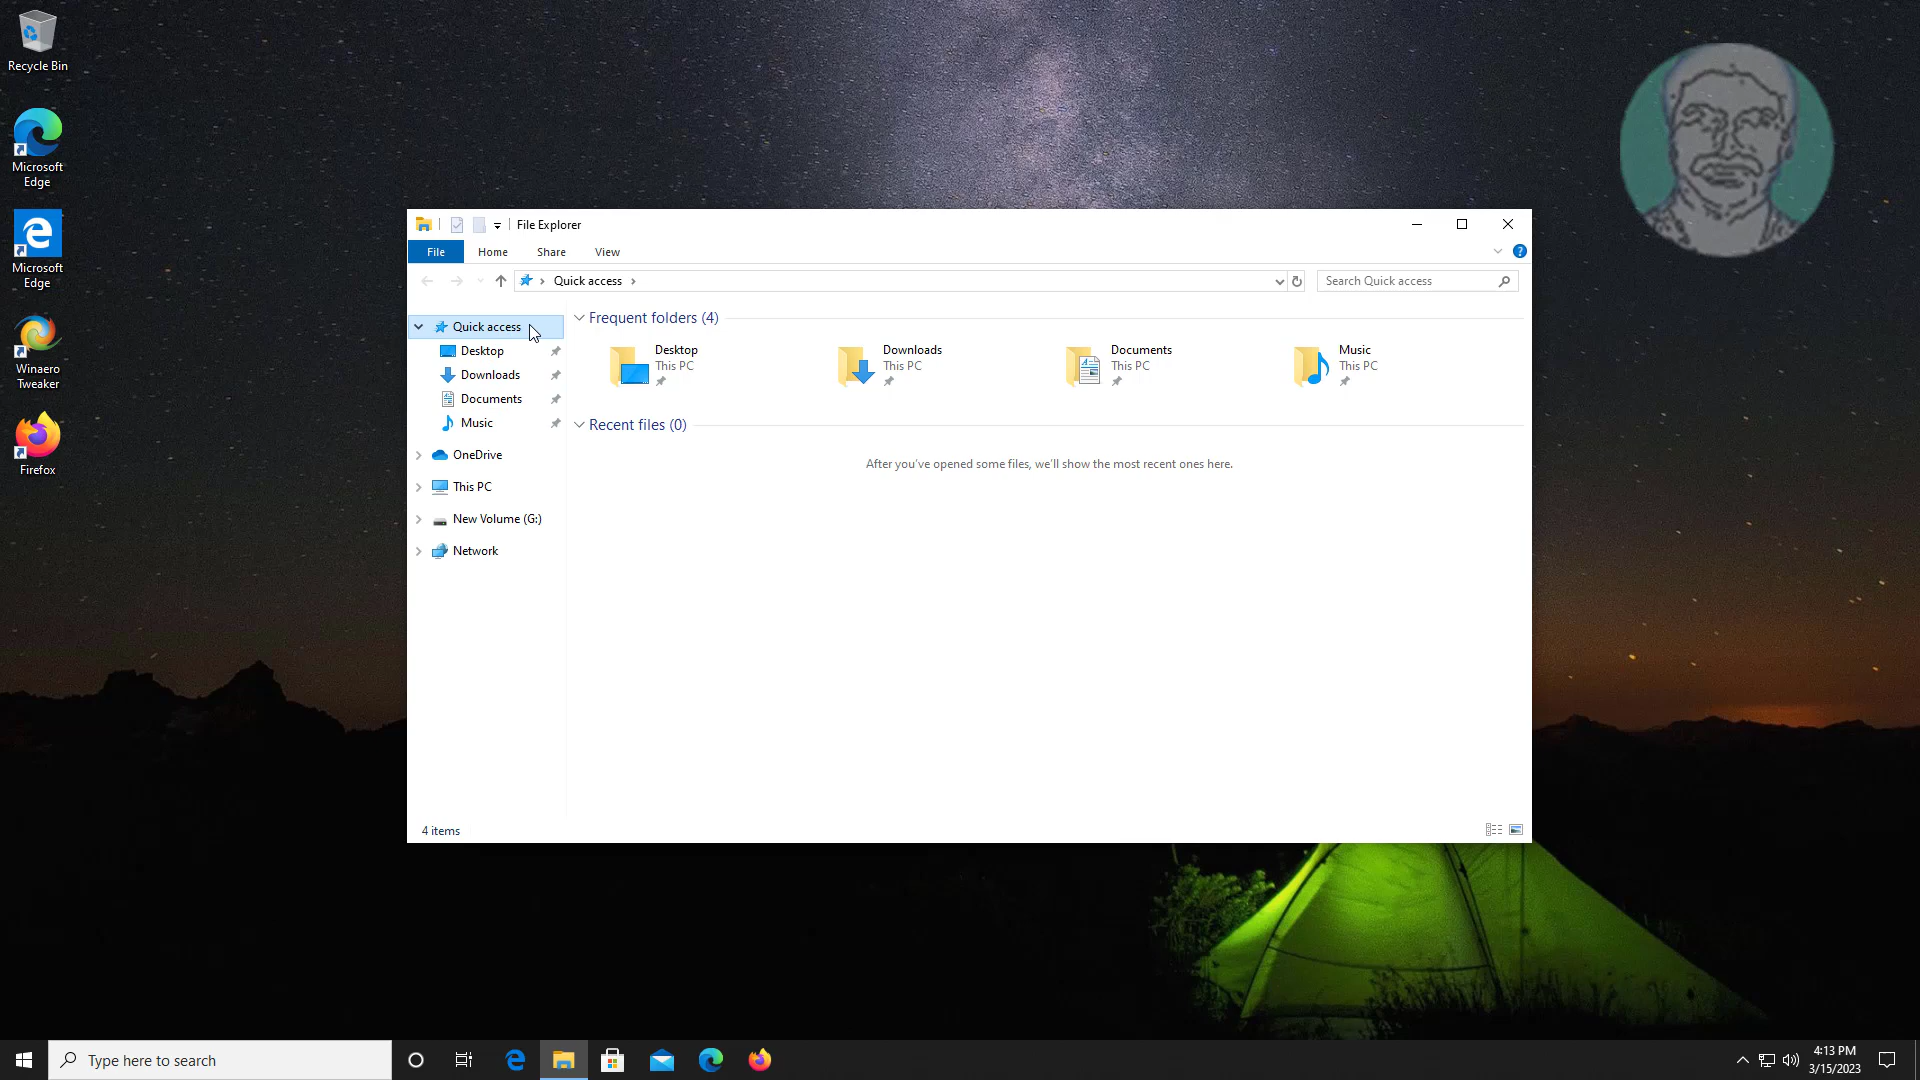 Recycle Bin
Microsoft
Edge
Microsoft
Edge
Winaero
Tweaker
Firefox
File Explorer
File Home Share View
Quick access
Search Quick access
Quick access
Desktop
Downloads
Documents
Music
OneDrive
This PC
New Volume (G:)
Network
Frequent folders (4)
Desktop
This PC
Downloads
This PC
Documents
This PC
Music
This PC
Recent files (0)
After you've opened some files, we'll show the most recent ones here.
4 items
Type here to search
4:13 PM
3/15/2023